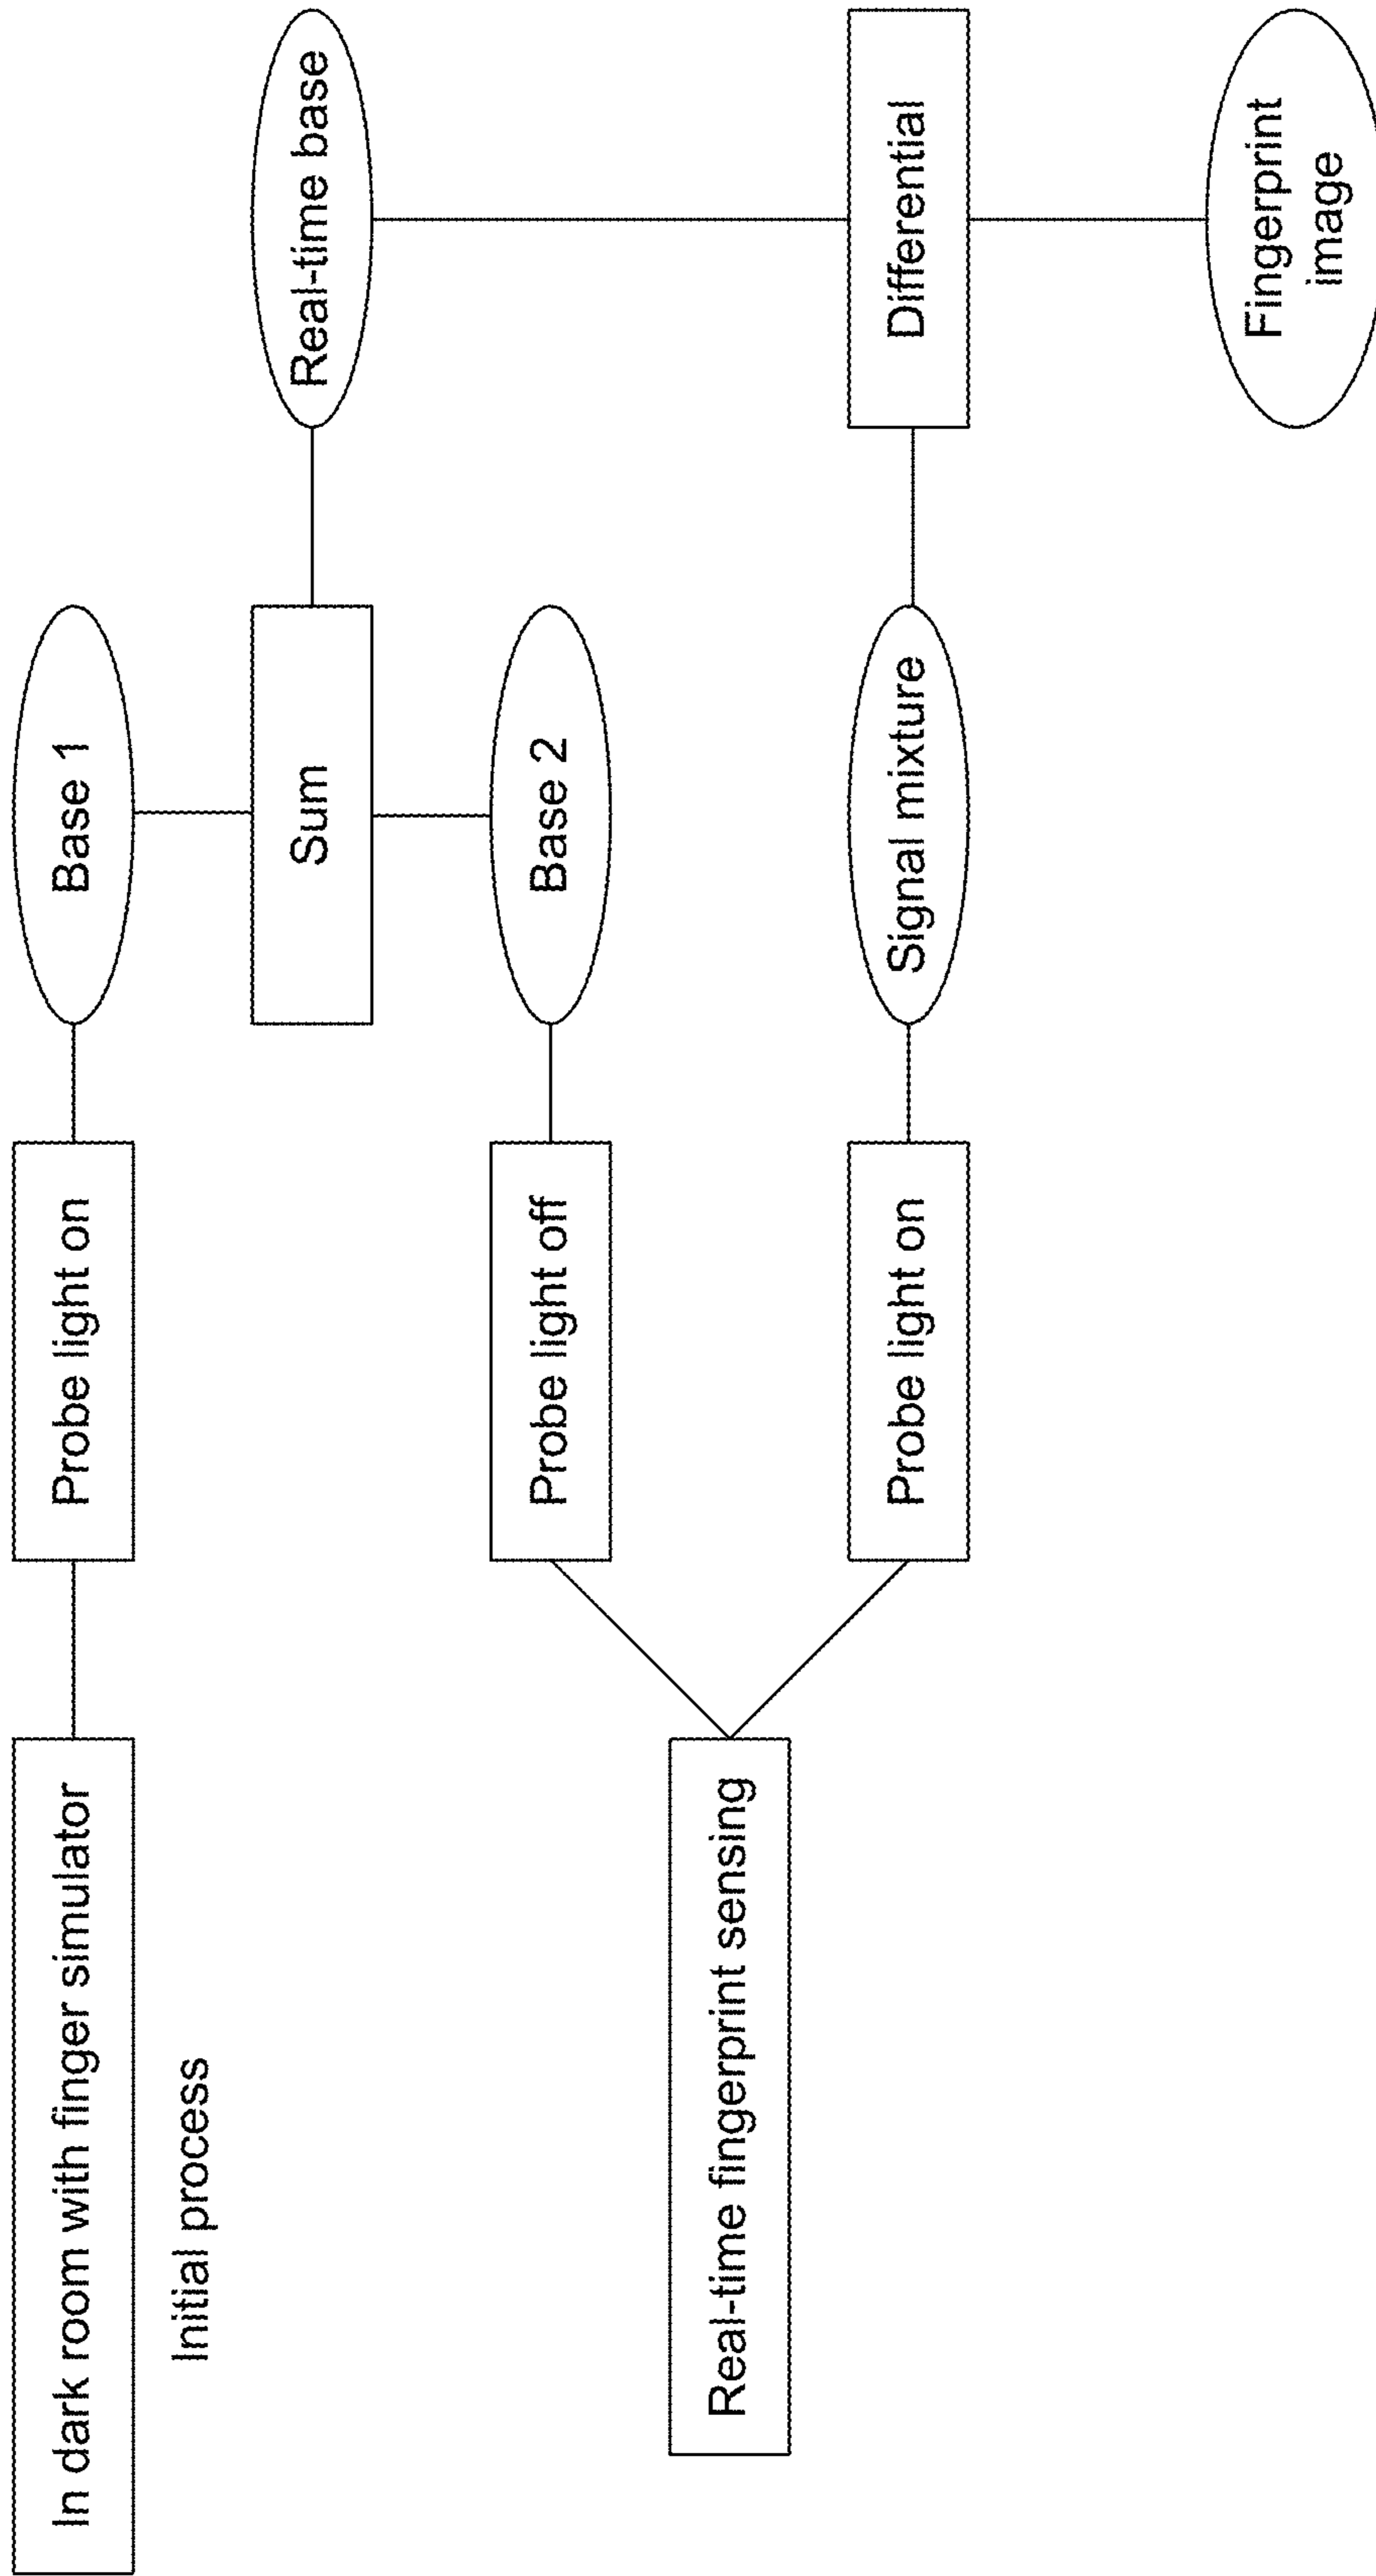 In dark room with finger simulator
Probe light on
Base 1
Initial process
Sum
Real-time base
Probe light off
Base 2
Real-time fingerprint sensing
Probe light on
Signal mixture
Differential
Fingerprint
image